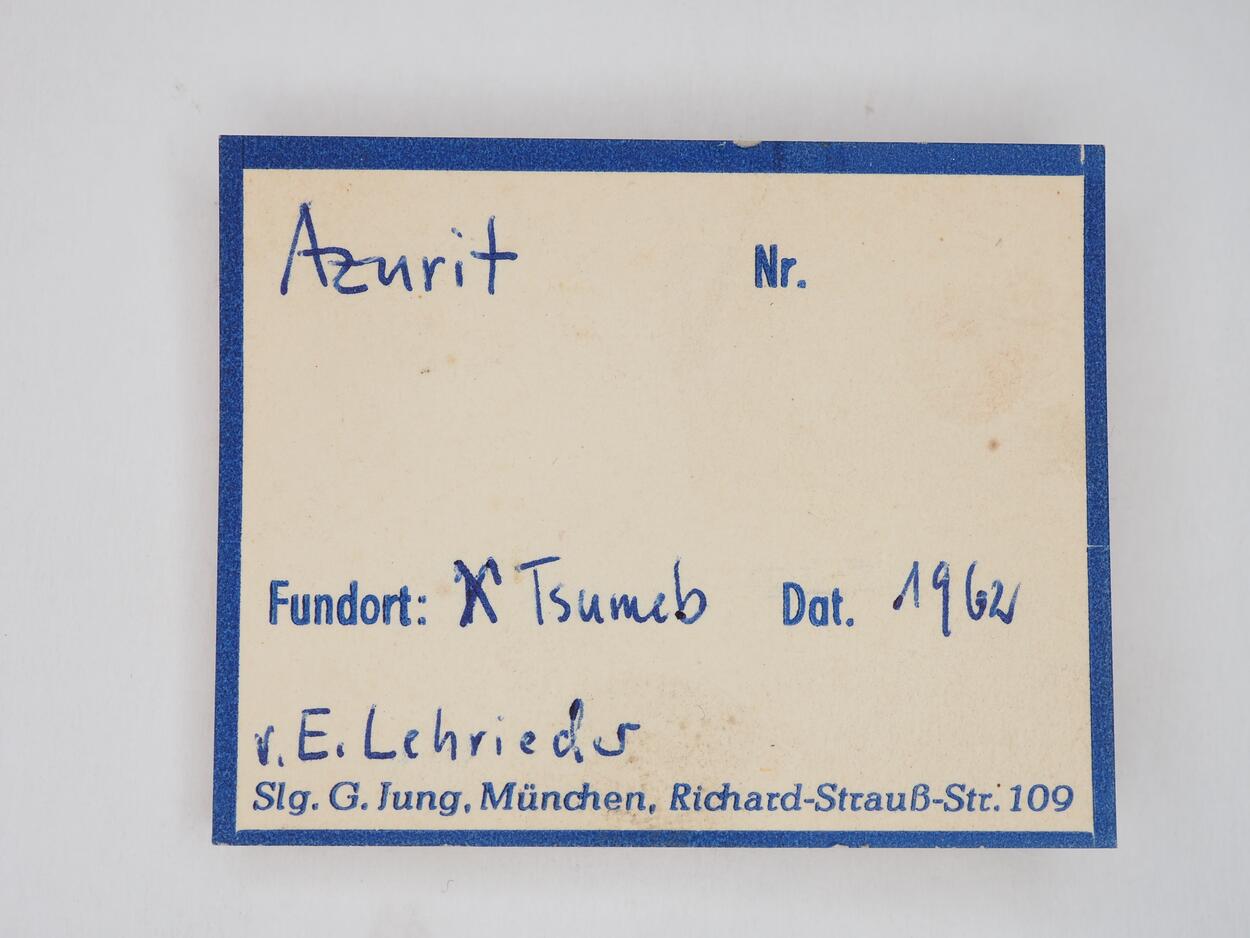 Azurit Nr.
Fundort: Tsumeb Dat. 1962
v. E. Lehrieder
Slg. G. Jung, München, Richard-Strauß-Str. 109